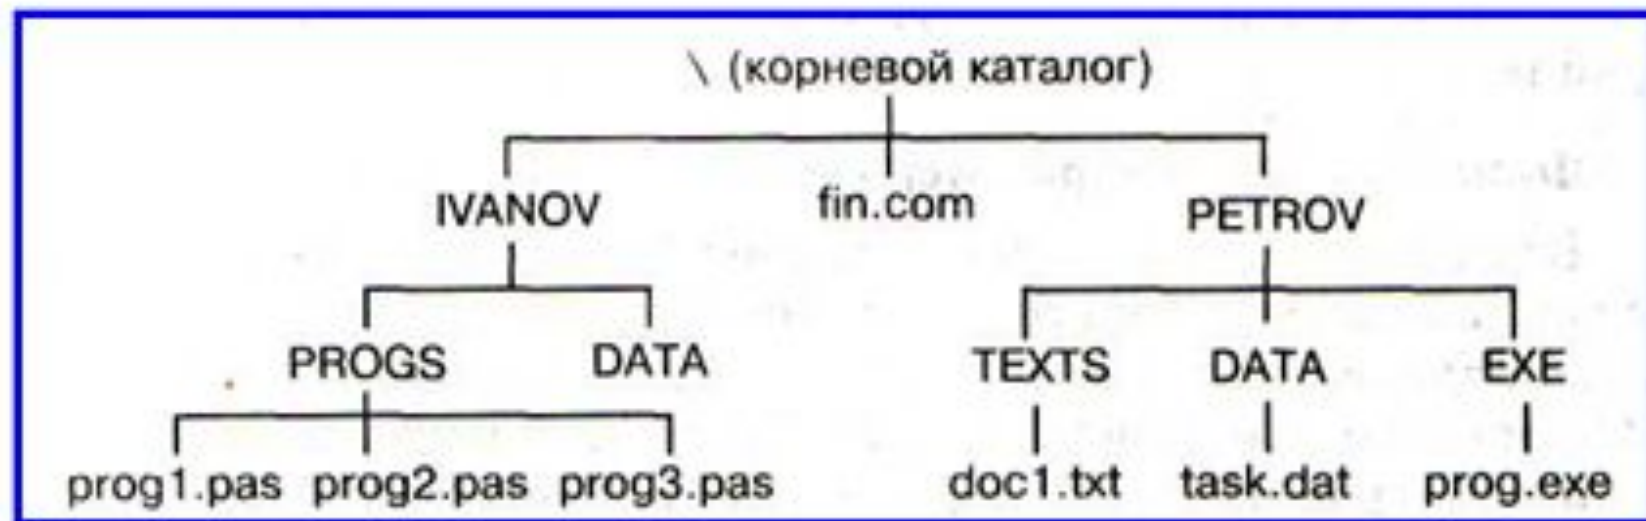 \ (корневой каталог)
IVANOV fin.com PETROV
PROGS DATA TEXTS DATA EXE
prog1.pas prog2.pas prog3.pas doc1.txt task.dat prog.exe